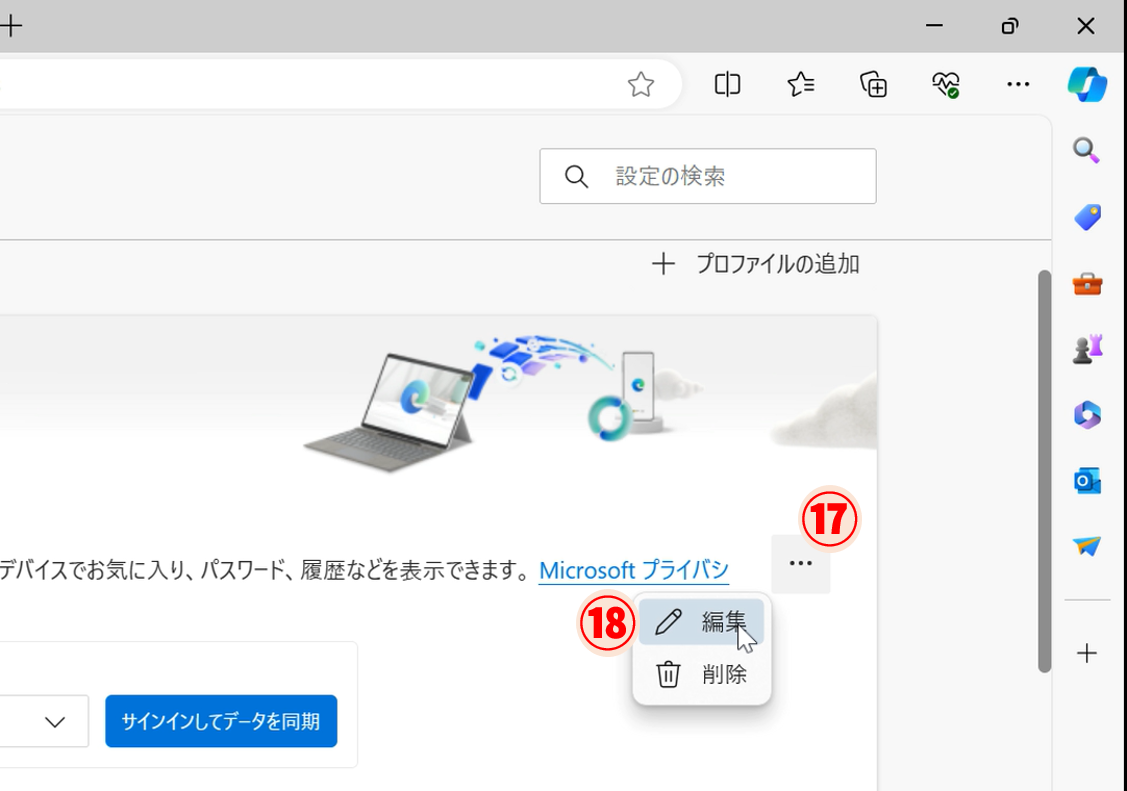 設定の検索
プロファイルの追加
17
デバイスでお気に入り、パスワード、履歴などを表示できます。 Microsoft プライバシ
18 編集
削除
サインインしてデータを同期